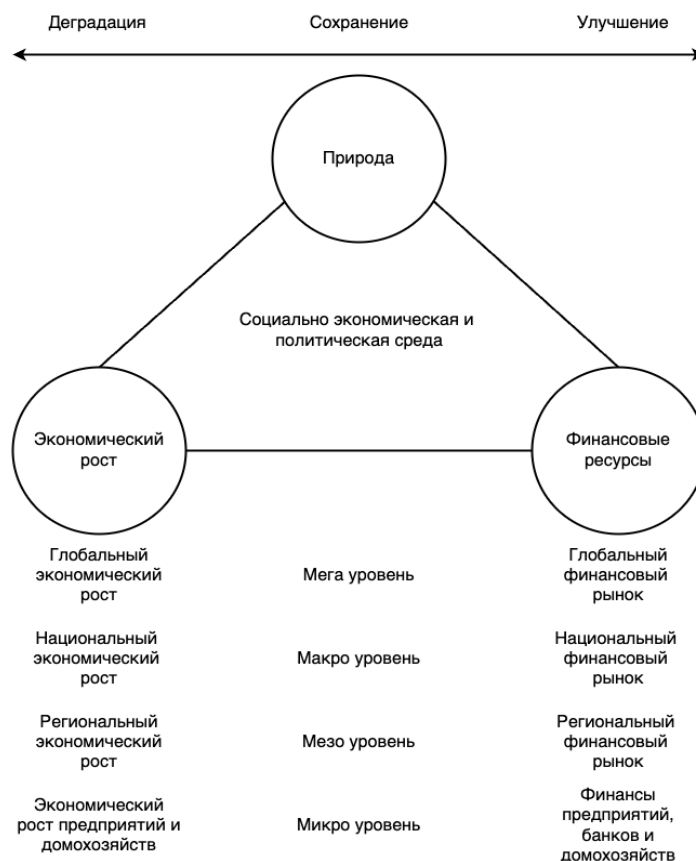 Деградация Сохранение Улучшение
Природа
Социально экономическая и
политическая среда
Экономический
рост
Финансовые
ресурсы
Глобальный
экономический
рост
Мега уровень
Глобальный
финансовый
рынок
Национальный
экономический
рост
Макро уровень
Национальный
финансовый
рынок
Региональный
экономический
рост
Мезо уровень
Региональный
финансовый
рынок
Экономический
рост предприятий и
домохозяйств
Микро уровень
Финансы
предприятий,
банков и
домохозяйств